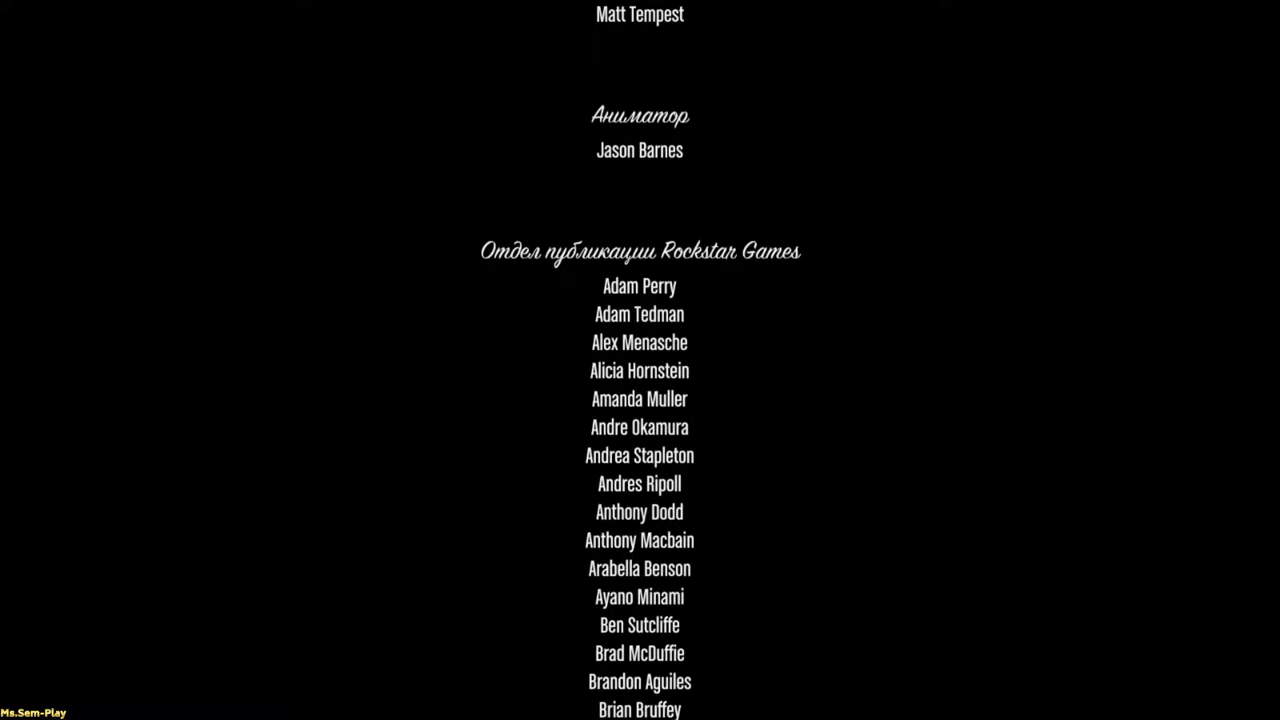 Matt Tempest
Аниматор
Jason Barnes
Отдел публикации Rockstar Games
Adam Perry
Adam Tedman
Alex Menasche
Alicia Hornstein
Amanda Muller
Andre Okamura
Andrea Stapleton
Andres Ripoll
Anthony Dodd
Anthony Macbain
Arabella Benson
Ayano Minami
Ben Sutcliffe
Brad McDuffie
Brandon Aguiles
Brian Bruffey
Ms.Sem-Play